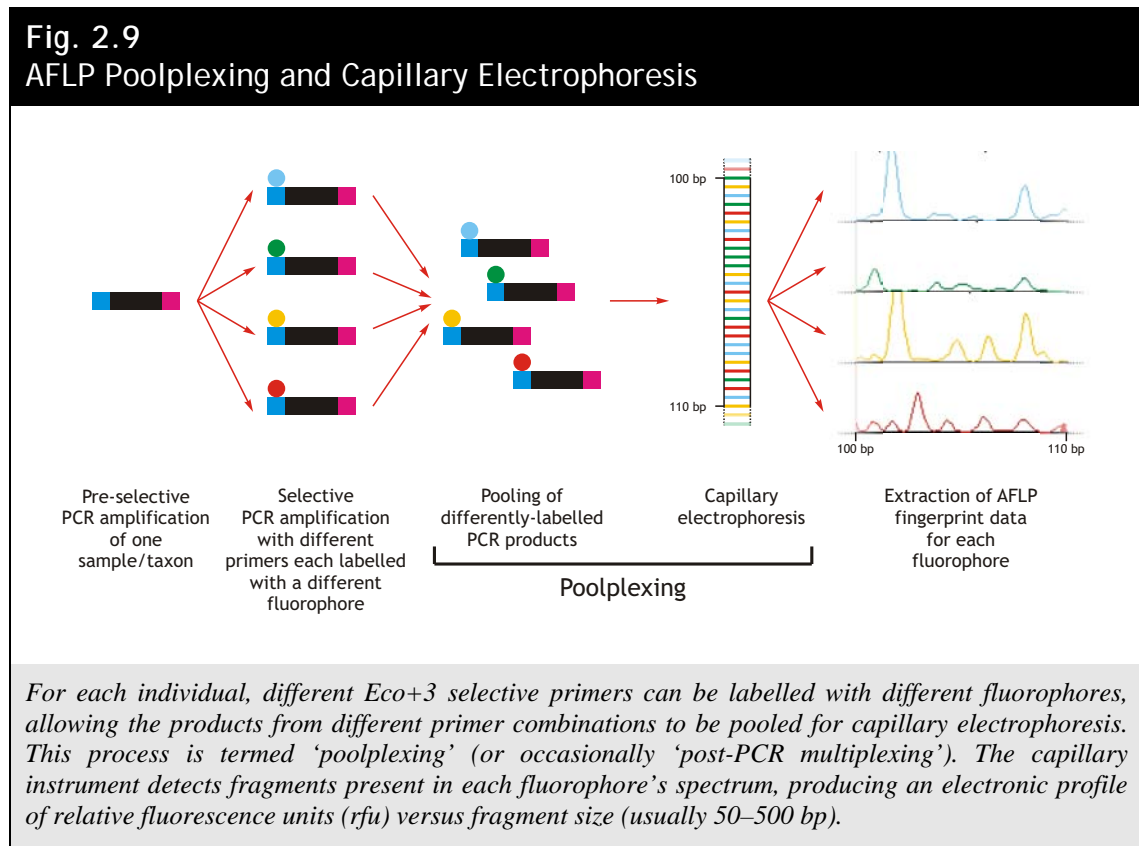 Fig. 2.9
AFLP Poolplexing and Capillary Electrophoresis
100 bp
110 bp
100 bp
110 bp
Pre-selective
PCR amplification
of one
sample/taxon
Selective
PCR amplification
with different
primers each labelled
with a different
fluorophore
Pooling of
differently-labelled
PCR products
Capillary
electrophoresis
Poolplexing
Extraction of AFLP
fingerprint data
for each
fluorophore
For each individual, different Eco+3 selective primers can be labelled with different fluorophores,
allowing the products from different primer combinations to be pooled for capillary electrophoresis.
This process is termed ‘poolplexing’ (or occasionally ‘post-PCR multiplexing’). The capillary
instrument detects fragments present in each fluorophore’s spectrum, producing an electronic profile
of relative fluorescence units (rfu) versus fragment size (usually 50–500 bp).